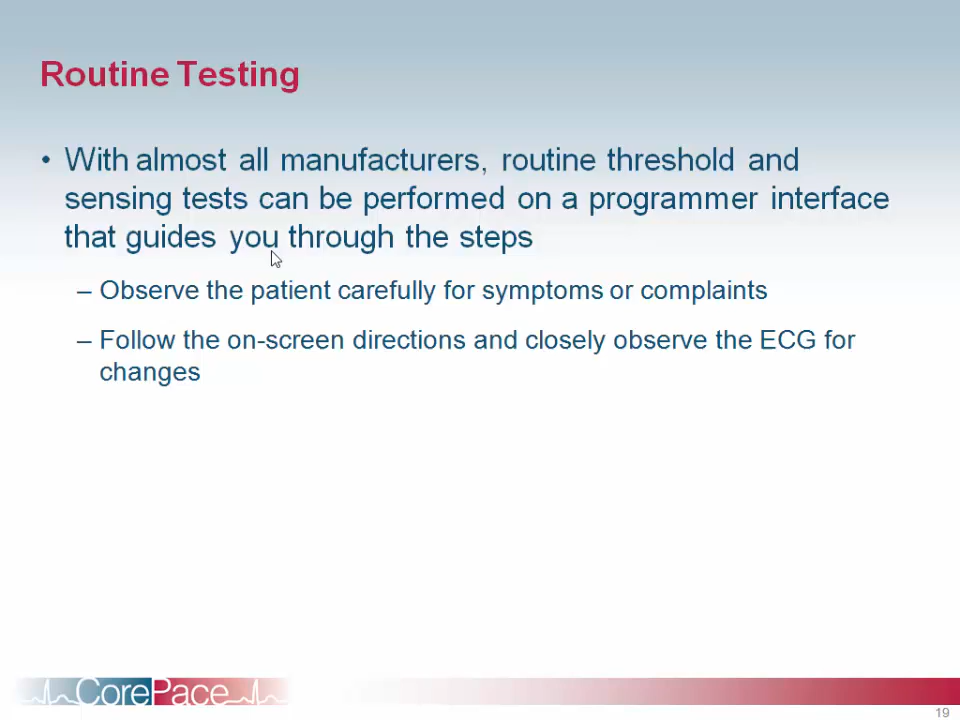 Routine Testing
• With almost all manufacturers, routine threshold and
sensing tests can be performed on a programmer interface
that guides you through the steps
– Observe the patient carefully for symptoms or complaints
– Follow the on-screen directions and closely observe the ECG for
changes
CorePace
19